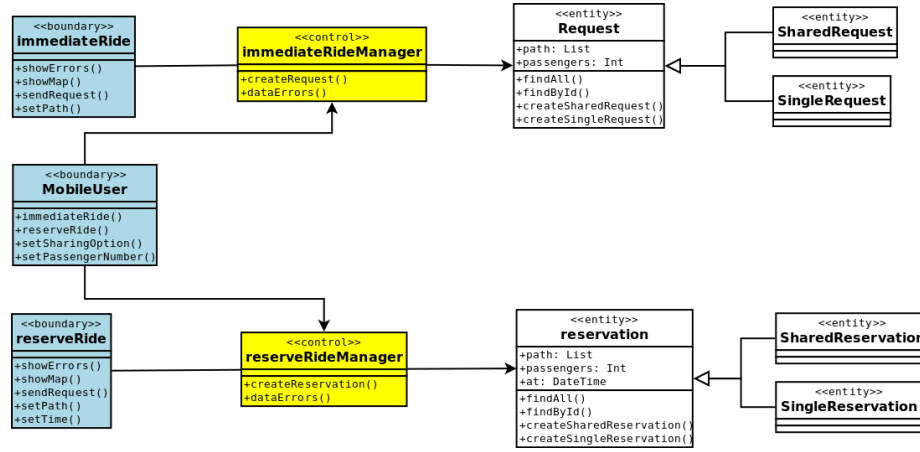 <<boundary>>
immediateRide
+showErrors()
+showMap()
+sendRequest()
+setPath()
<<control>>
immediateRideManager
+createRequest()
+dataErrors()
<<entity>>
Request
+path: List
+passengers: Int
+findAll()
+findById()
+createSharedRequest()
+createSingleRequest()
<<entity>>
SharedRequest
<<entity>>
SingleRequest
<<boundary>>
MobileUser
+immediateRide()
+reserveRide()
+setSharingOption()
+setPassengerNumber()
<<boundary>>
reserveRide
+showErrors()
+showMap()
+sendRequest()
+setPath()
+setTime()
<<control>>
reserveRideManager
+createReservation()
+dataErrors()
<<entity>>
reservation
+path: List
+passengers: Int
+at: DateTime
+findAll()
+findById()
+createSharedReservation()
+createSingleReservation()
<<entity>>
SharedReservation
<<entity>>
SingleReservation